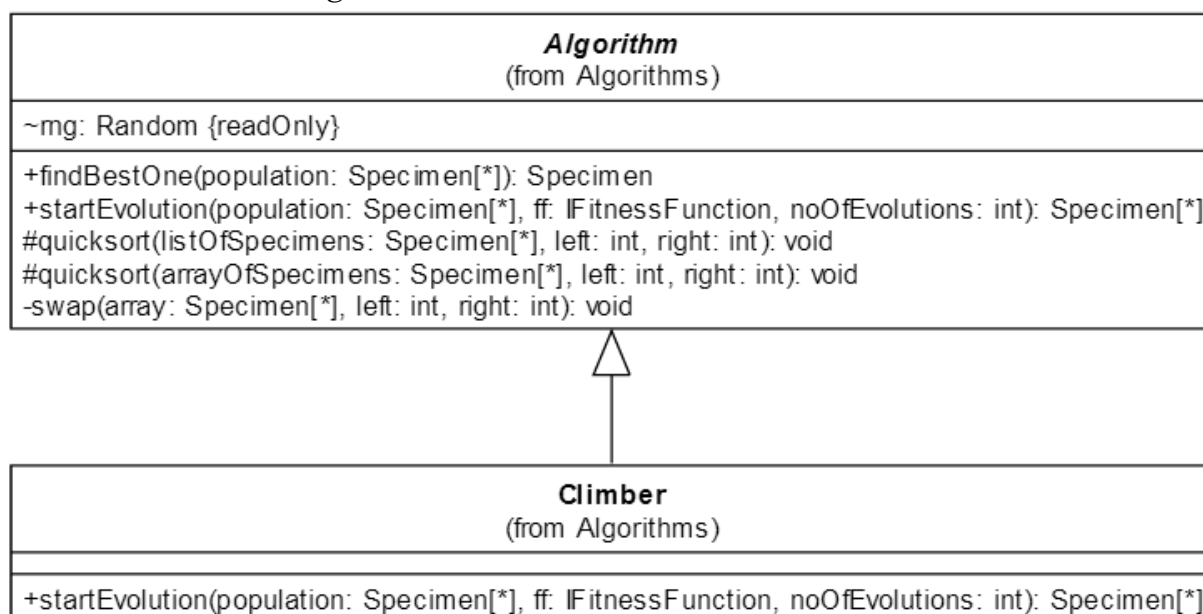 Algorithm
(from Algorithms)
~rng: Random {readOnly}
+findBestOne(population: Specimen[*]): Specimen
+startEvolution(population: Specimen[*], ff: IFitnessFunction, noOfEvolutions: int): Specimen[*]
#quicksort(listOfSpecimens: Specimen[*], left: int, right: int): void
#quicksort(arrayOfSpecimens: Specimen[*], left: int, right: int): void
-swap(array: Specimen[*], left: int, right: int): void
Climber
(from Algorithms)
+startEvolution(population: Specimen[*], ff: IFitnessFunction, noOfEvolutions: int): Specimen[*]